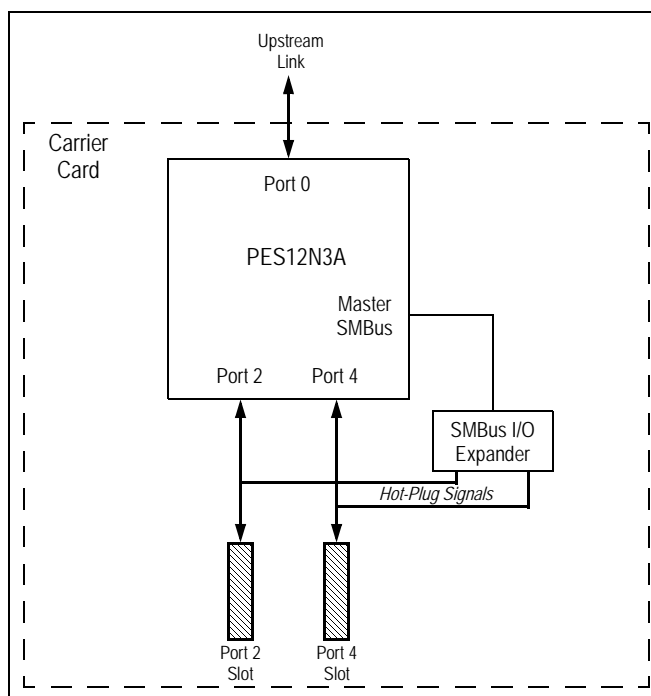 Upstream
Link
Carrier
Card
Port 0
PES12N3A
Master
SMBus
Port 2
Port 4
SMBus I/O
Expander
Hot-Plug Signals
Port 2
Slot
Port 4
Slot